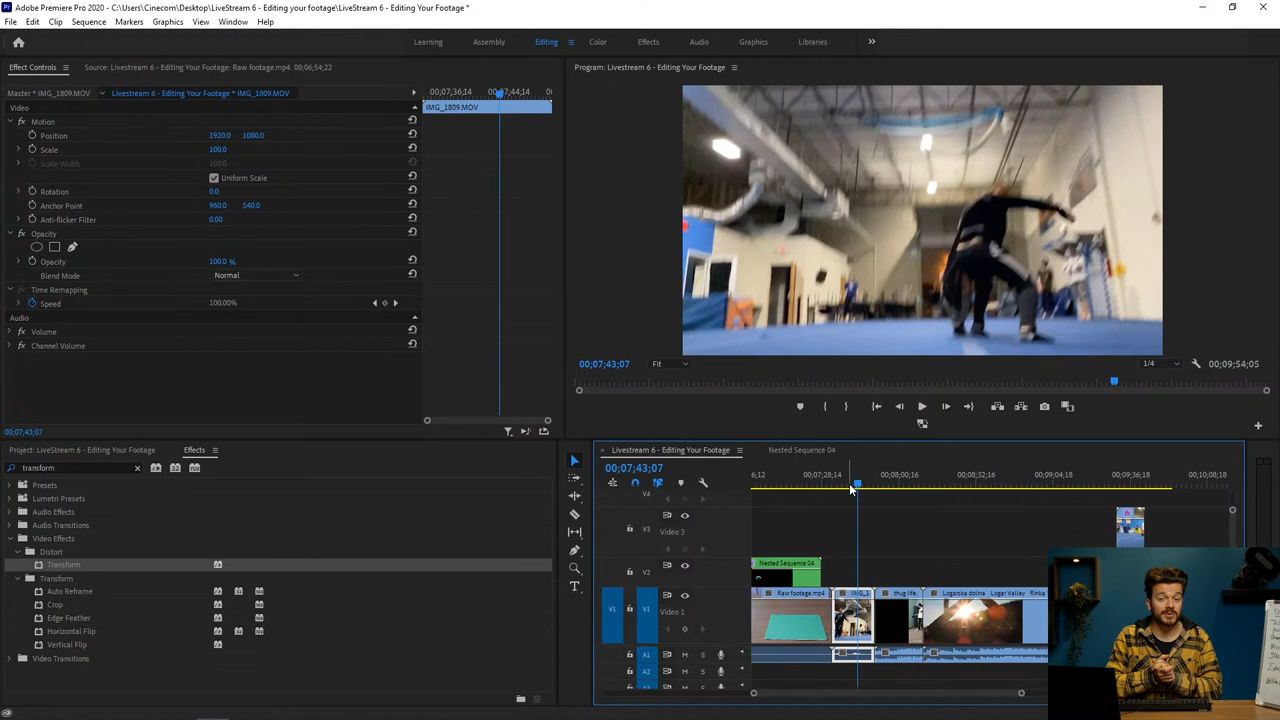 Adobe Premiere Pro 2020 - C:\Users\Cinecom\Desktop\LiveStream 6 - Editing your footage\LiveStream 6 - Editing Your Footage *
File Edit Clip Sequence Markers Graphics View Window Help
Learning Assembly Editing Color Effects Audio Graphics Libraries
Effect Controls Source: Livestream 6 - Editing Your Footage: Raw footage.mp4: 00;06;54;22 Program: Livestream 6 - Editing Your Footage
Master * IMG_1809.MOV Livestream 6 - Editing Your Footage * IMG_1809.MOV 00;07;36;14 00;07;44;14 00
Video IMG_1809.MOV
fx Motion
Position 1920.0 1080.0
Scale 100.0
Scale Width 100.0
Uniform Scale
Rotation 0.0
Anchor Point 960.0 540.0
Anti-flicker Filter 0.00
fx Opacity
Opacity 100.0 %
Blend Mode Normal
fx Time Remapping
Speed 100.00%
Audio
fx Volume
fx Channel Volume
00;07;43;07 Fit 1/4 00;09;54;05
00;07;43;07
Project: LiveStream 6 - Editing Your Footage Effects Livestream 6 - Editing Your Footage Nested Sequence 04
transform 00;07;43;07
6;12 00;07;28;14 00;08;00;16 00;08;32;16 00;09;04;18 00;09;36;18 00;10;08;18
Presets
Lumetri Presets
Audio Effects
Audio Transitions
Video Effects
Distort
Transform
Transform
Auto Reframe
Crop
Edge Feather
Horizontal Flip
Vertical Flip
Video Transitions
V4
V3 Video 3
V2 Nested Sequence 04
V1 V1 Video 1 Raw footage.mp4 IMG_1 thug life. Logarska dolina Logar Valley Rinka
A1 M S
A2 M S